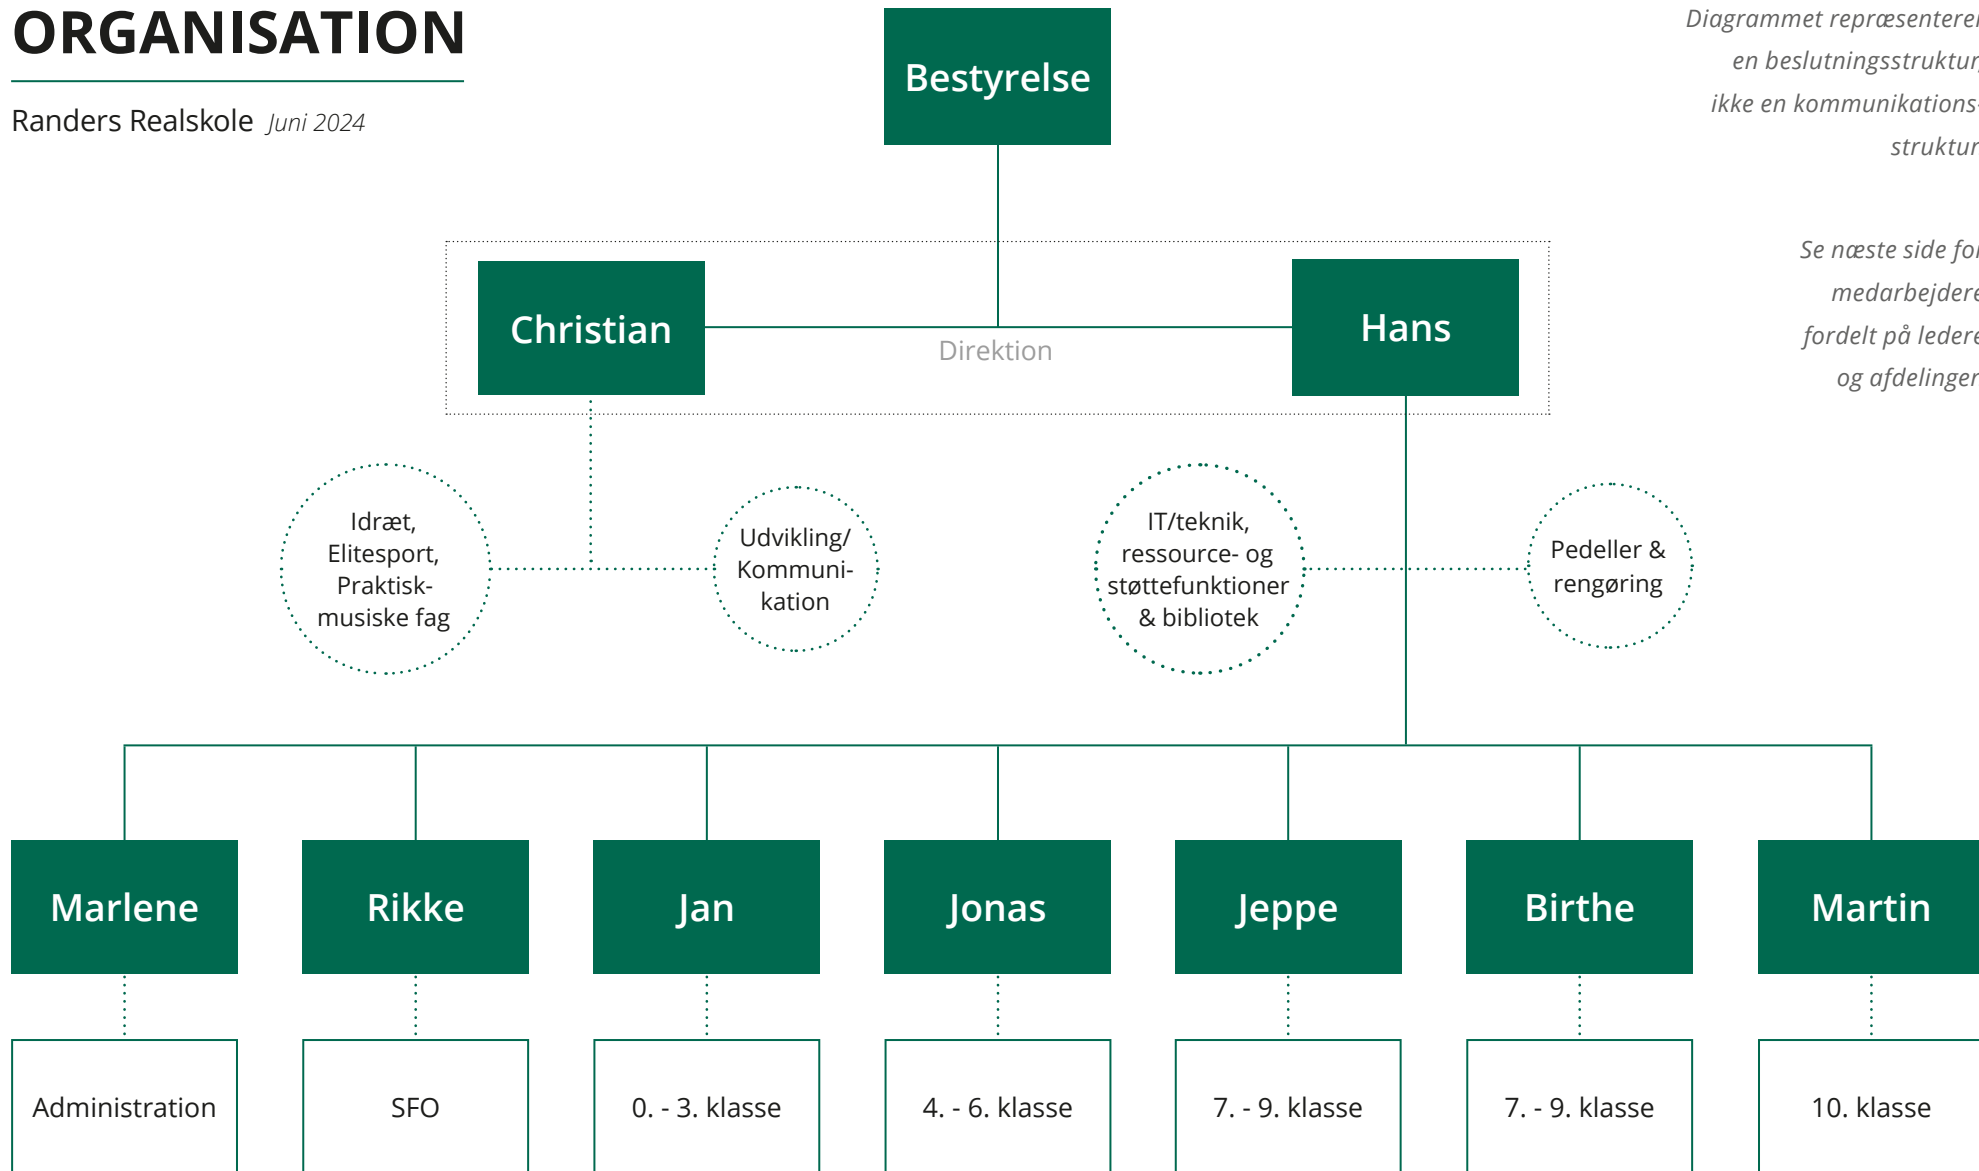 ORGANISATION
Randers Realskole Juni 2024
Diagrammet repræsenterer
en beslutningsstruktur,
ikke en kommunikations-
struktur
Se næste side for
medarbejdere
fordelt på ledere
og afdelinger
Bestyrelse
Christian
Hans
Direktion
Idræt,
Elitesport,
Praktisk-
musiske fag
Udvikling/
Kommuni-
kation
IT/teknik,
ressource- og
støttefunktioner
& bibliotek
Pedeller &
rengøring
Marlene
Rikke
Jan
Jonas
Jeppe
Birthe
Martin
Administration
SFO
0. - 3. klasse
4. - 6. klasse
7. - 9. klasse
7. - 9. klasse
10. klasse